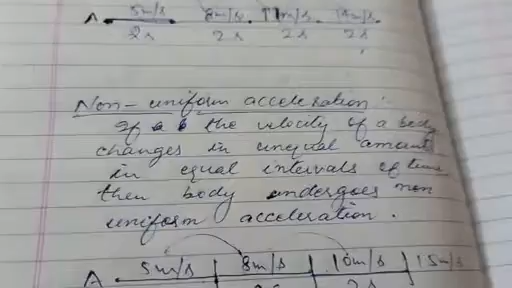 A 5m/s 8m/s 11m/s 14m/s
2s 2s 2s 2s
Non-uniform acceleration :
If the velocity of a body
changes in unequal amount
in equal intervals of time
then body undergoes non
uniform acceleration.
A 5m/s 8m/s 10m/s 15m/s
2s